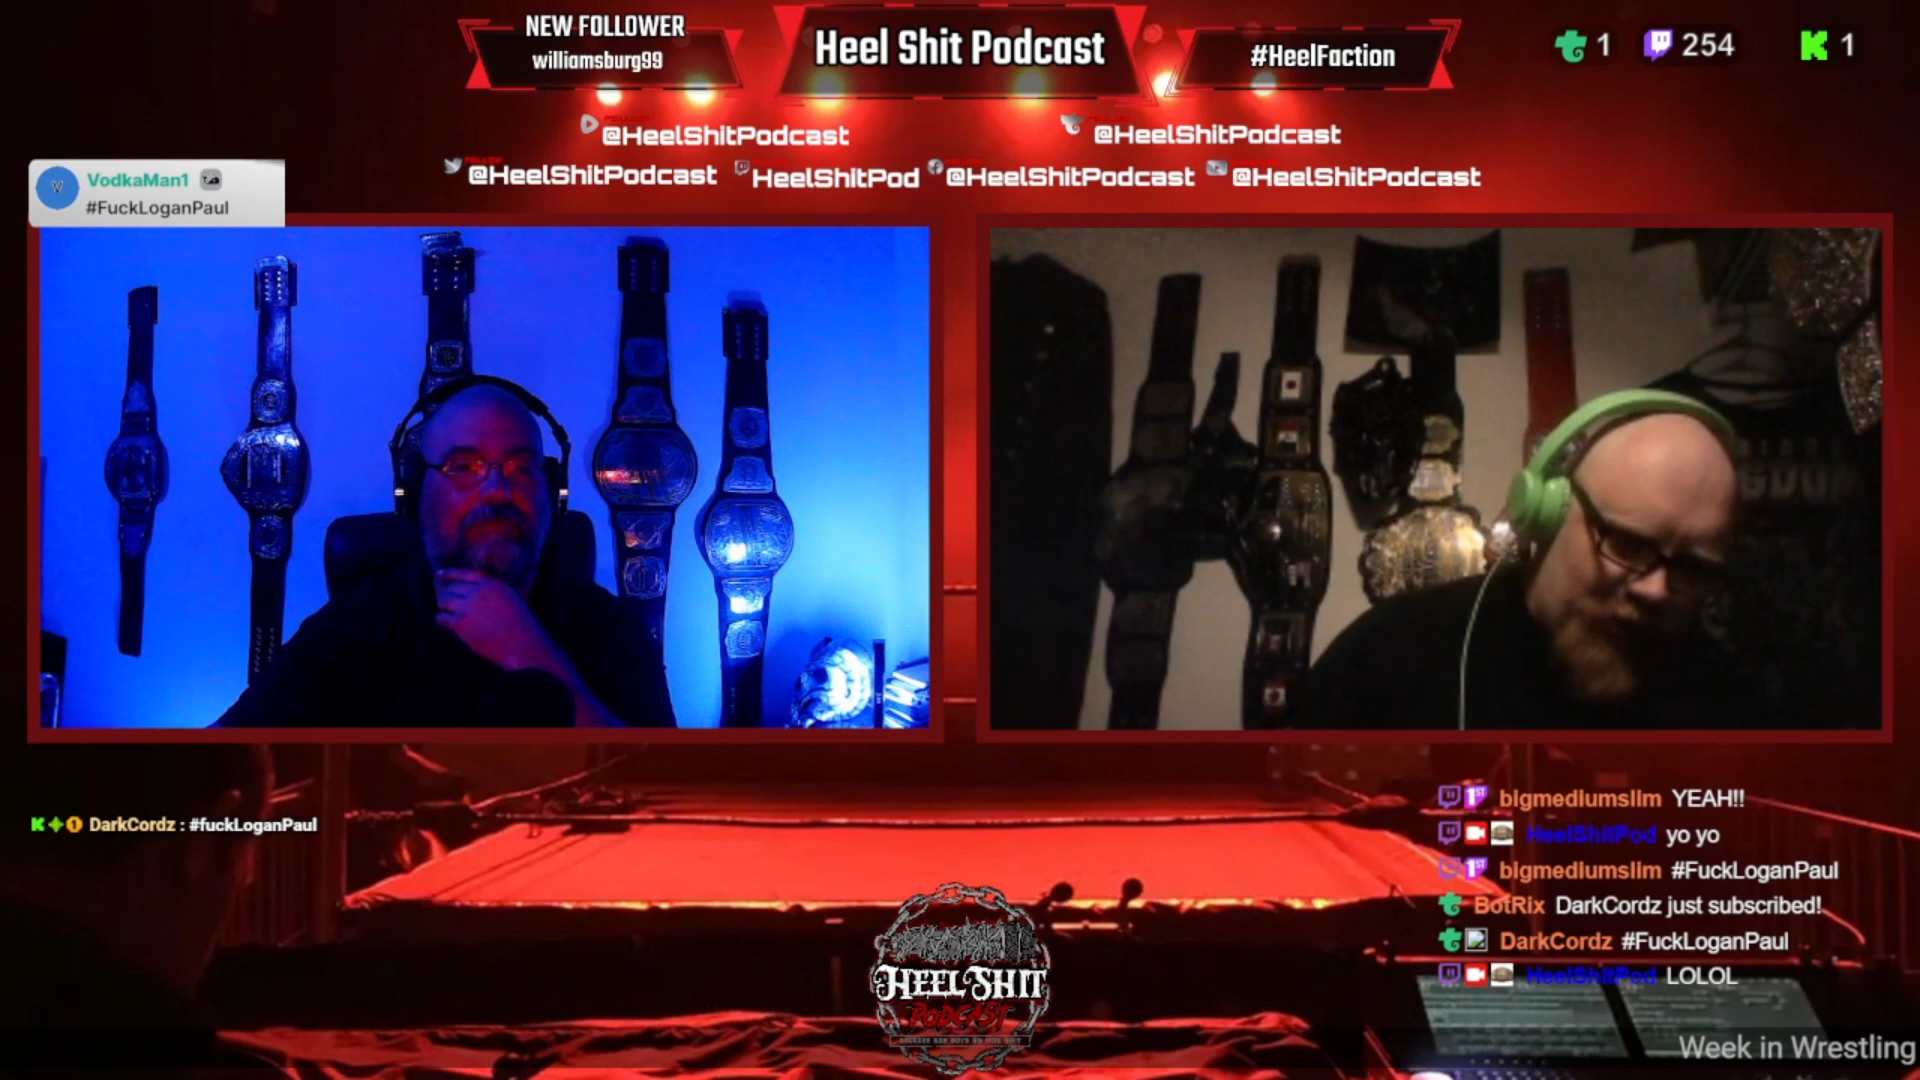 NEW FOLLOWER
williamsburg99
Heel Shit Podcast
#HeelFaction
1
254
1
@HeelShitPodcast
@HeelShitPodcast
@HeelShitPodcast
HeelShitPod
@HeelShitPodcast
@HeelShitPodcast
VodkaMan1
#FuckLoganPaul
DarkCordz : #fuckLoganPaul
bigmediumslim YEAH!!
HeelShitPod yo yo
bigmediumslim #FuckLoganPaul
BotRix DarkCordz just subscribed!
DarkCordz #FuckLoganPaul
HeelShitPod LOLOL
HEEL SHIT
PODCAST
Week in Wrestling